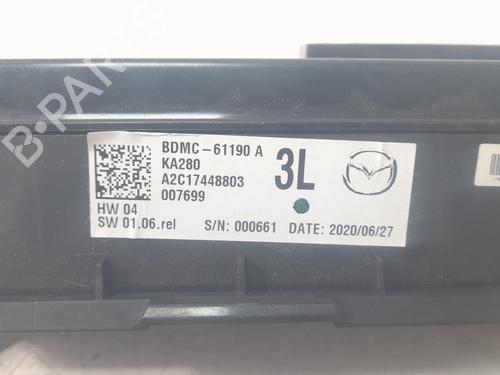 B-PARTS
BDMC-61190 A
KA280
A2C17448803
007699
3L
HW 04
SW 01.06.rel S/N: 000661 DATE: 2020/06/27